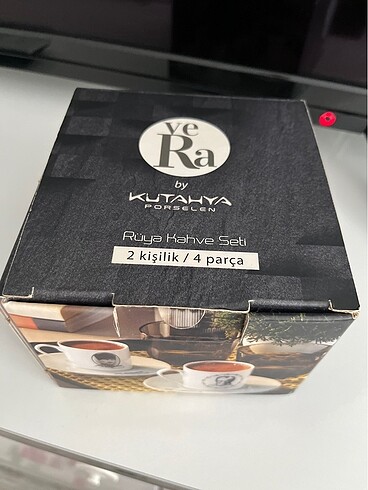 ve
Ra
by
KUTAHYA
PORSELEN
Rüya Kahve Seti
2 kişilik / 4 parça